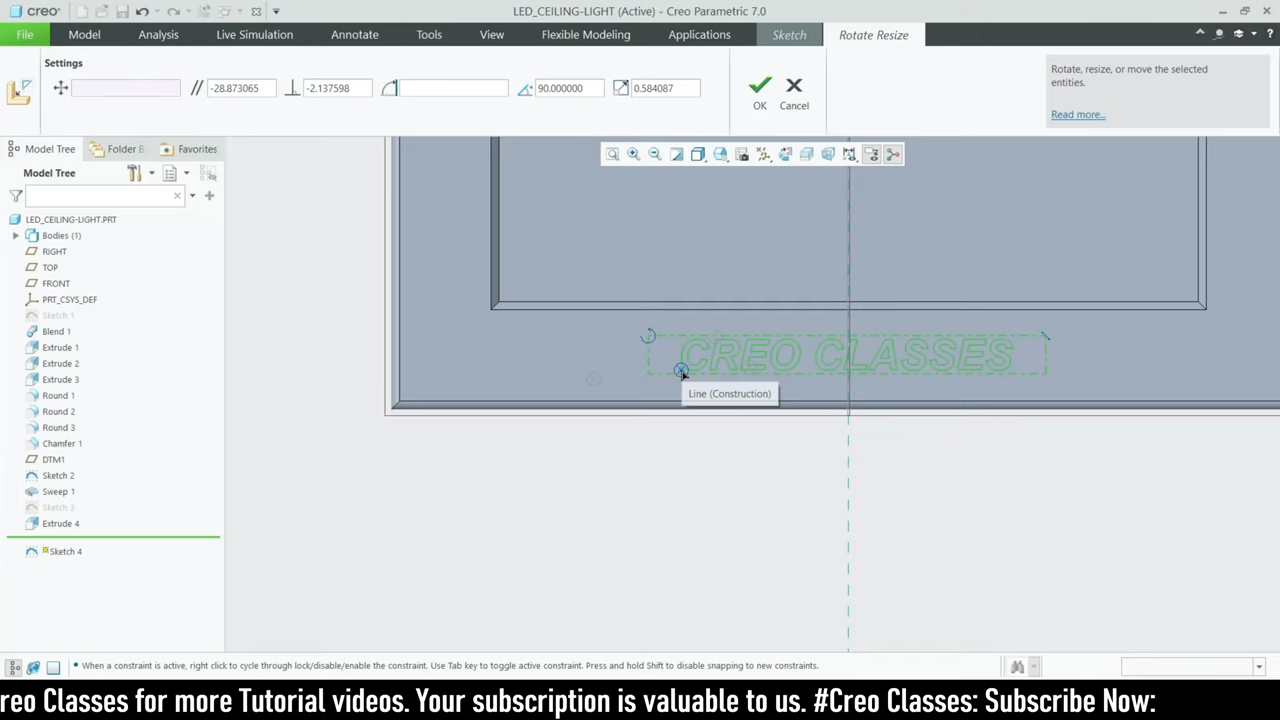 creo
LED_CEILING-LIGHT (Active) - Creo Parametric 7.0
File
Model
Analysis
Live Simulation
Annotate
Tools
View
Flexible Modeling
Applications
Sketch
Rotate Resize
Settings
-28.873065
-2.137598
90.000000
0.584087
OK
Cancel
Rotate, resize, or move the selected
entities.
Read more...
Model Tree
Folder B
Favorites
Model Tree
LED_CEILING-LIGHT.PRT
Bodies (1)
RIGHT
TOP
FRONT
PRT_CSYS_DEF
Sketch 1
Blend 1
Extrude 1
Extrude 2
Extrude 3
Round 1
Round 2
Round 3
Chamfer 1
DTM1
Sketch 2
Sweep 1
Sketch 3
Extrude 4
Sketch 4
CREO CLASSES
Line (Construction)
• When a constraint is active, right click to cycle through lock/disable/enable the constraint. Use Tab key to toggle active constraint. Press and hold Shift to disable snapping to new constraints.
reo Classes for more Tutorial videos. Your subscription is valuable to us. #Creo Classes: Subscribe Now: